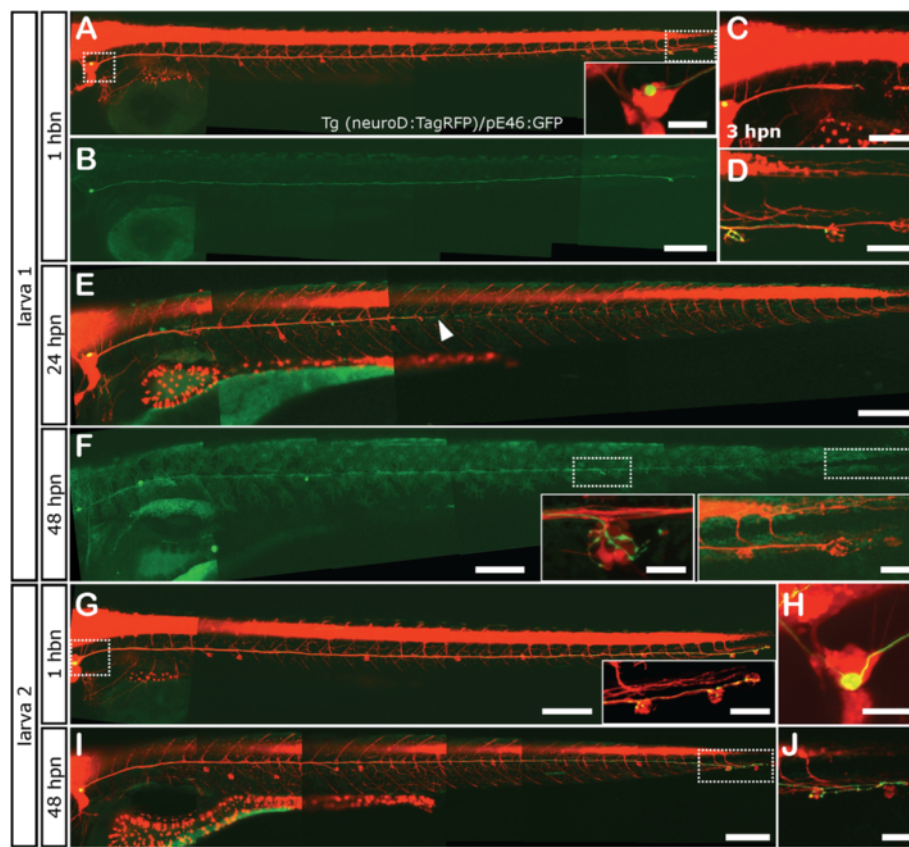 larva 1
1 hbn
A
Tg (neuroD:TagRFP)/pE46:GFP
B
C
3 hpn
D
24 hpn
E
48 hpn
F
larva 2
1 hbn
G
H
48 hpn
I
J